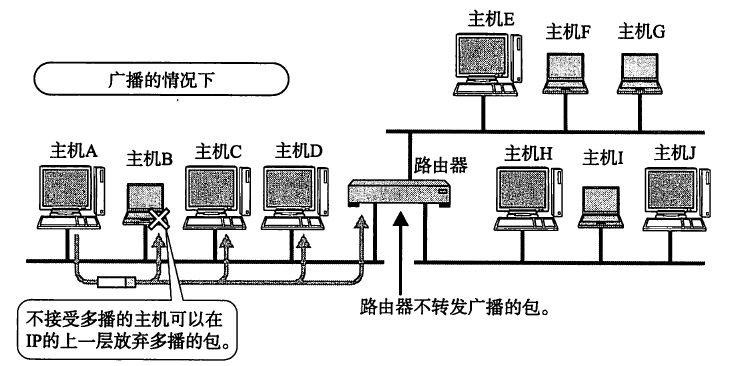 广播的情况下
主机E
主机F
主机G
主机A
主机B
主机C
主机D
路由器
主机H
主机I
主机J
不接受多播的主机可以在
IP的上一层放弃多播的包。
路由器不转发广播的包。